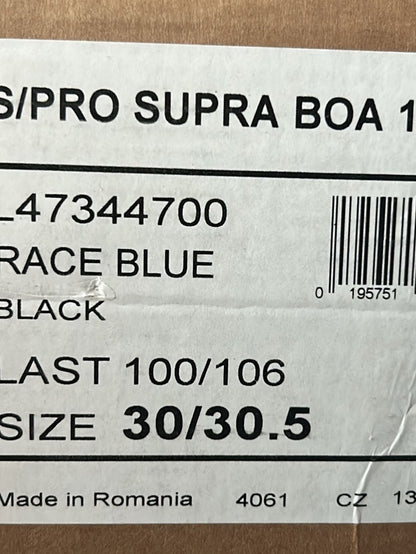 S/PRO SUPRA BOA 1
L47344700
RACE BLUE
0 195751
BLACK
LAST 100/106
SIZE 30/30.5
Made in Romania 4061 CZ 13